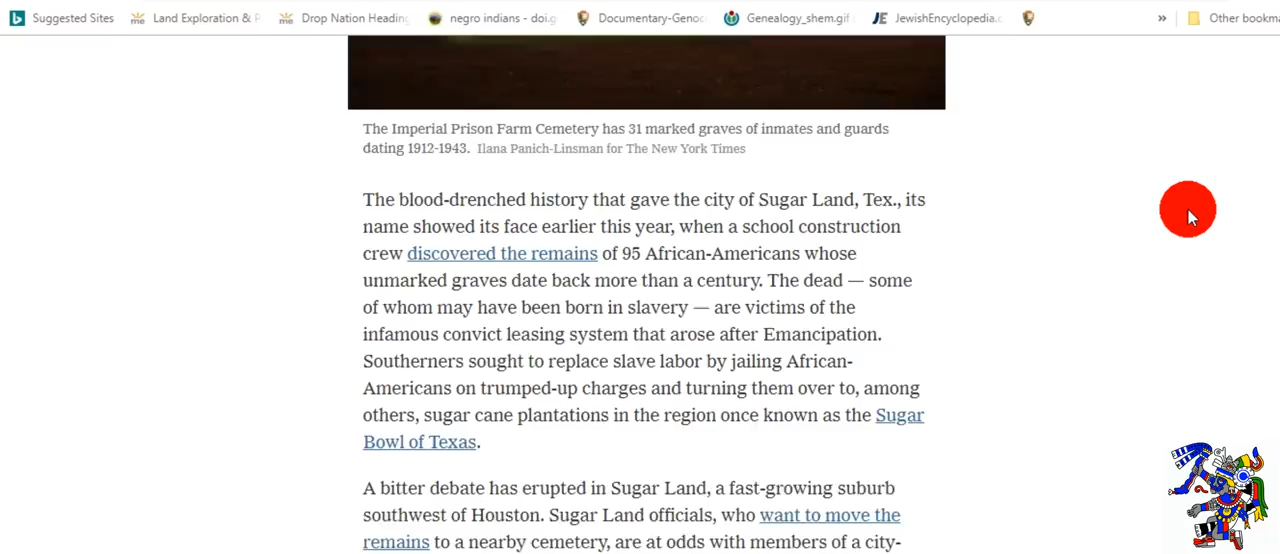 Suggested Sites Land Exploration & P Drop Nation Heading negro indians - doi.g Documentary-Genoc Genealogy_shem.gif JewishEncyclopedia. » Other bookma
The Imperial Prison Farm Cemetery has 31 marked graves of inmates and guards
dating 1912-1943. Ilana Panich-Linsman for The New York Times
The blood-drenched history that gave the city of Sugar Land, Tex., its
name showed its face earlier this year, when a school construction
crew discovered the remains of 95 African-Americans whose
unmarked graves date back more than a century. The dead — some
of whom may have been born in slavery — are victims of the
infamous convict leasing system that arose after Emancipation.
Southerners sought to replace slave labor by jailing African-
Americans on trumped-up charges and turning them over to, among
others, sugar cane plantations in the region once known as the Sugar
Bowl of Texas.
A bitter debate has erupted in Sugar Land, a fast-growing suburb
southwest of Houston. Sugar Land officials, who want to move the
remains to a nearby cemetery, are at odds with members of a city-